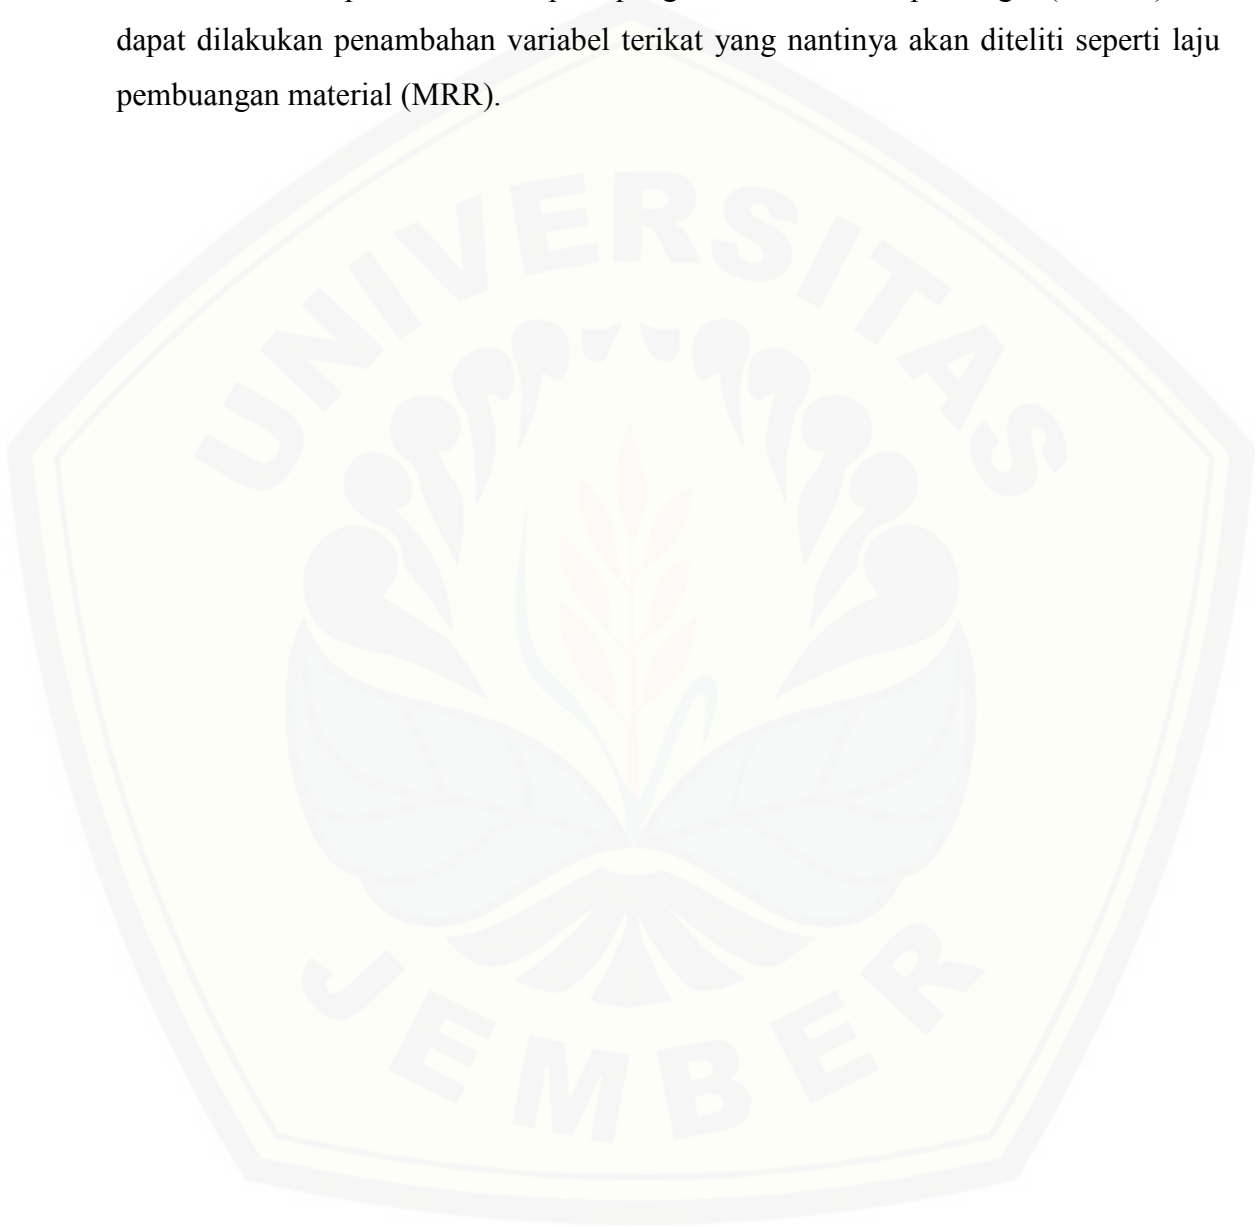 dapat dilakukan penambahan variabel terikat yang nantinya akan diteliti seperti laju
pembuangan material (MRR).
UNIVERSITAS
JEMBER